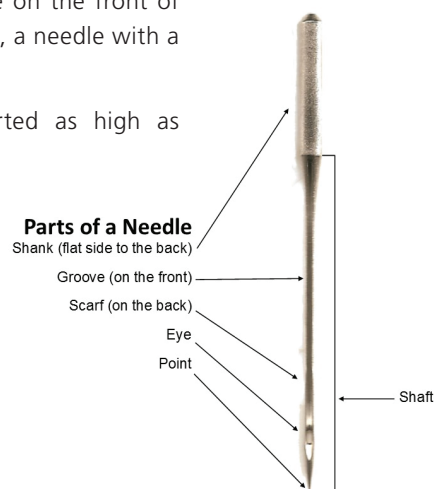 e on the front of
, a needle with a
rted as high as
Parts of a Needle
Shank (flat side to the back)
Groove (on the front)
Scarf (on the back)
Eye
Point
Shaft